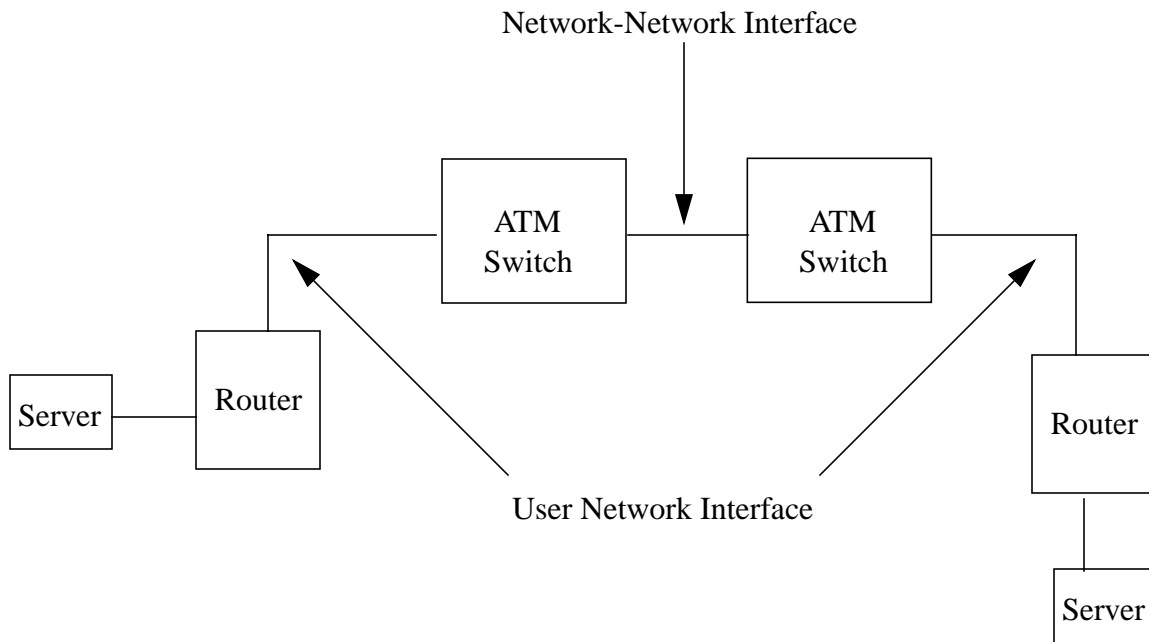 Network-Network Interface
ATM
Switch
ATM
Switch
Server
Router
Router
User Network Interface
Server